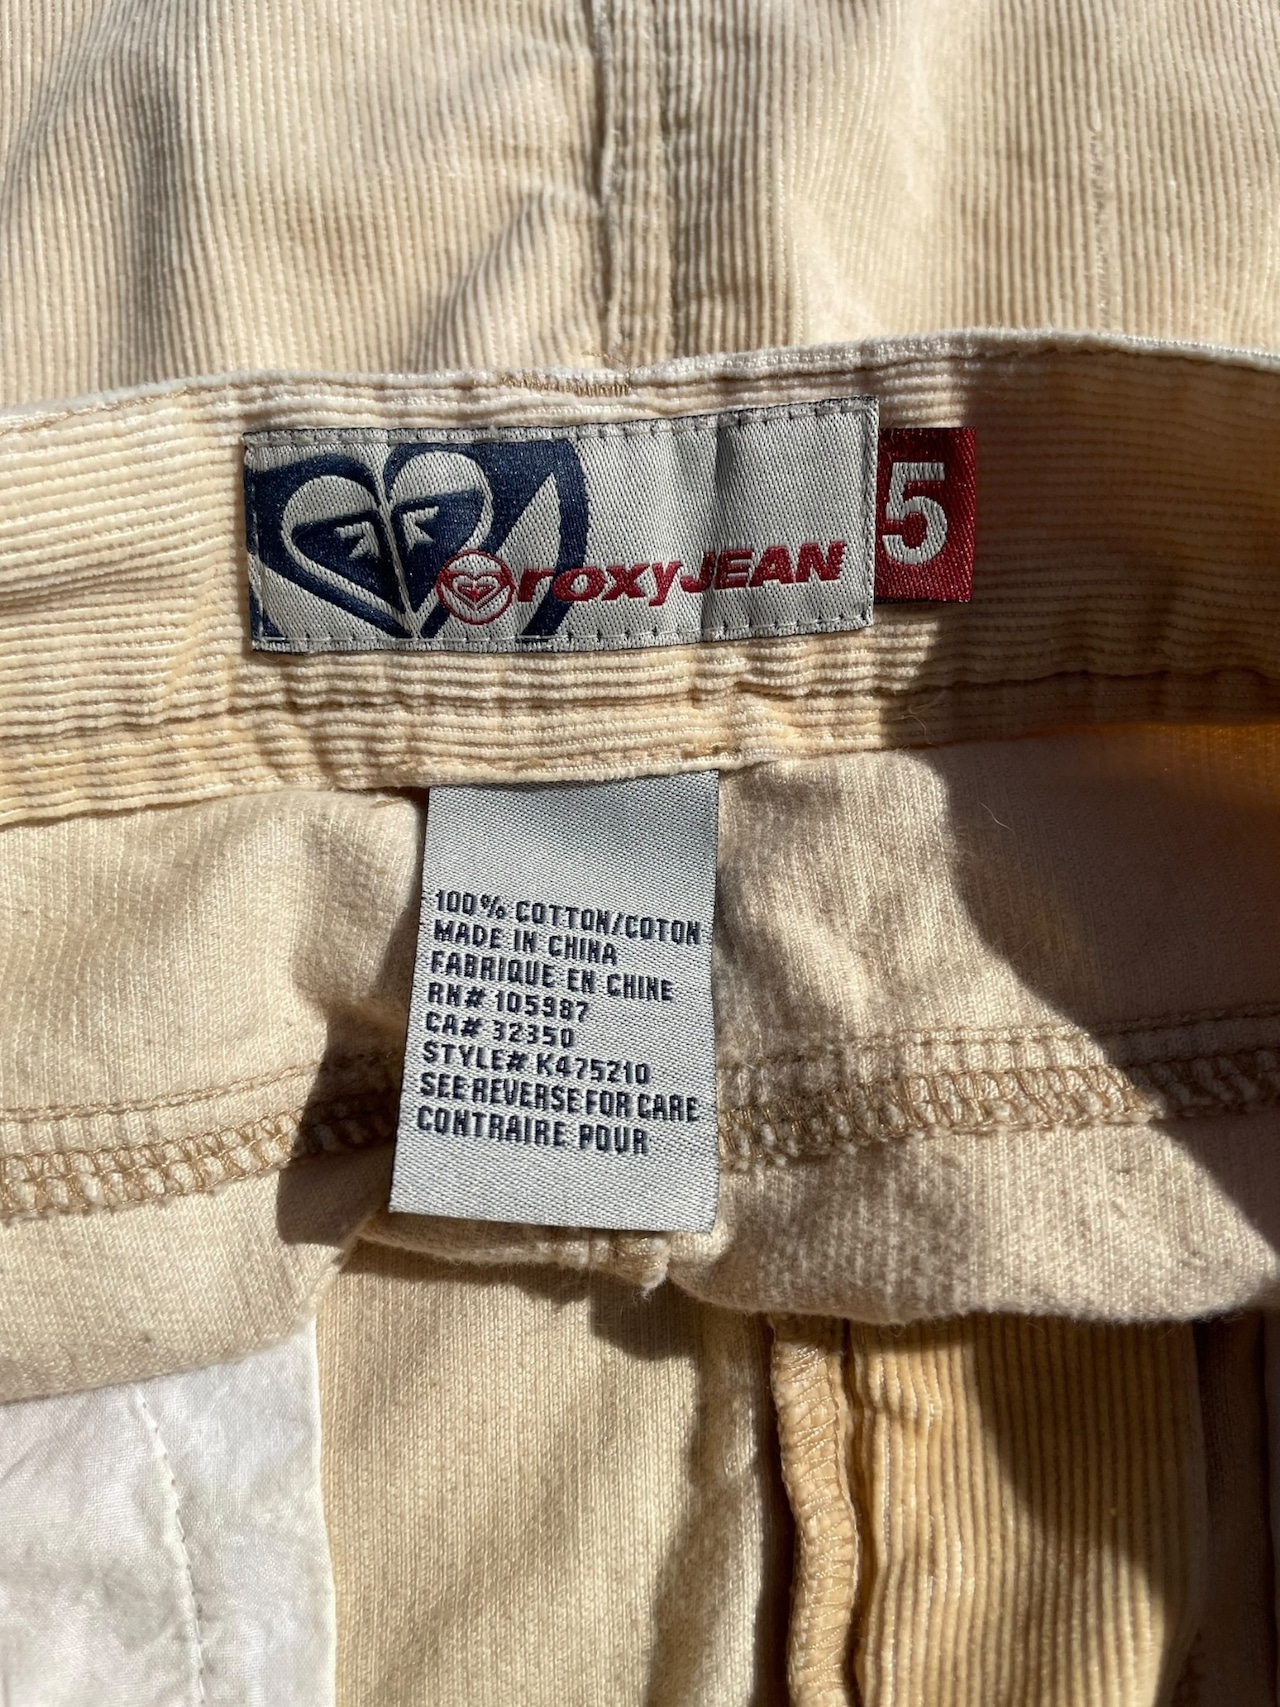 roxyJEAN
5
100% COTTON/COTON
MADE IN CHINA
FABRIQUE EN CHINE
RN# 105987
CA# 32350
STYLE# K475210
SEE REVERSE FOR CARE
CONTRAIRE POUR